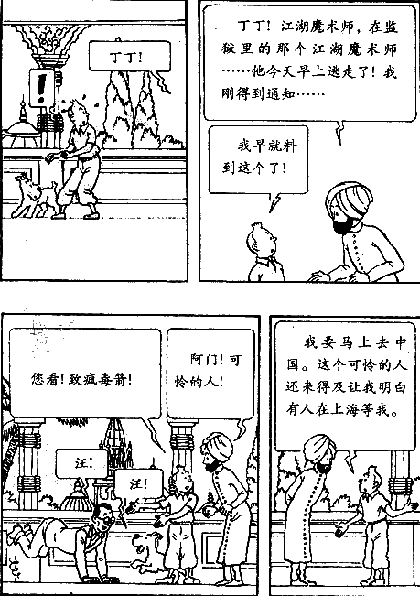 丁丁！
！
丁丁！江湖魔术师，在监
狱里的那个江湖魔术师
……他今天早上逃走了！我
刚得到通知……
我早就料
到这个了！
您看！致疯毒箭！
阿门！可
怜的人！
汪！
汪！
我要马上去中
国。这个可怜的人
还来得及让我明白
有人在上海等我。